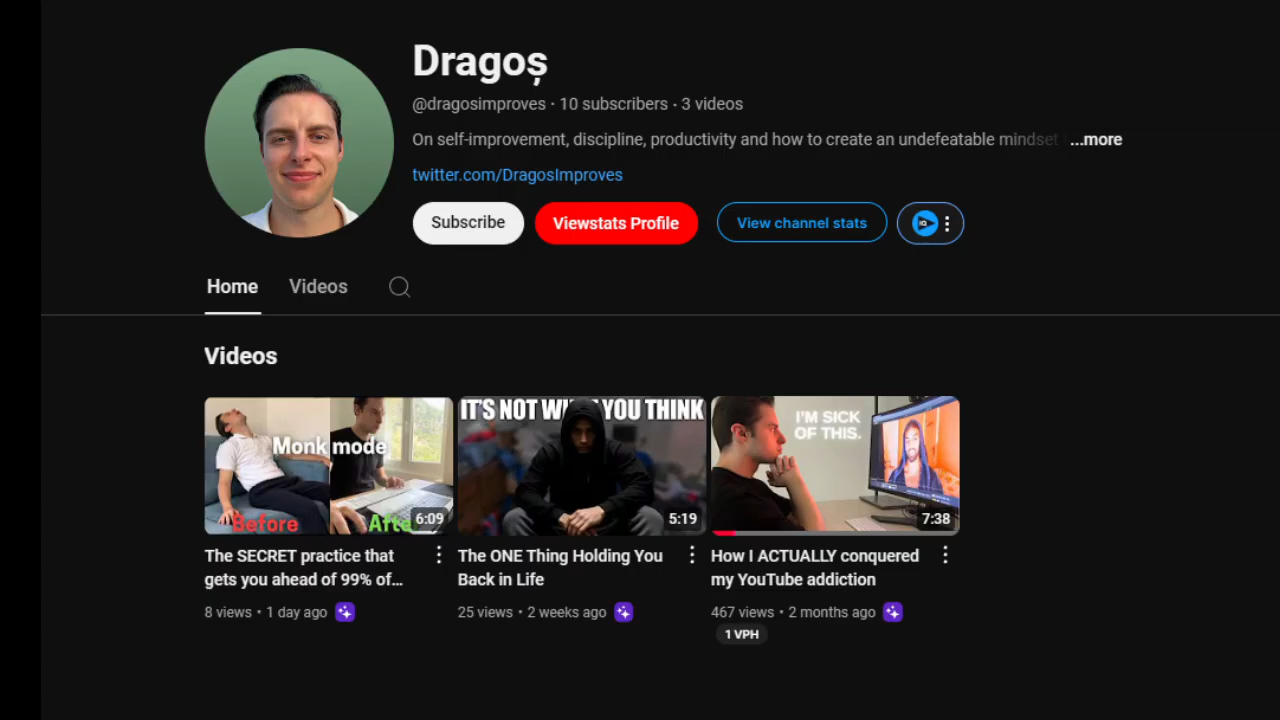 Dragoș
@dragosimproves · 10 subscribers · 3 videos
On self-improvement, discipline, productivity and how to create an undefeatable mindset ...more
twitter.com/DragosImproves
Subscribe
Viewstats Profile
View channel stats
Home
Videos
Videos
Monk mode
Before
Afte
6:09
IT'S NOT WH YOU THINK
5:19
I'M SICK
OF THIS.
7:38
The SECRET practice that
gets you ahead of 99% of...
8 views · 1 day ago
The ONE Thing Holding You
Back in Life
25 views · 2 weeks ago
How I ACTUALLY conquered
my YouTube addiction
467 views · 2 months ago
1 VPH